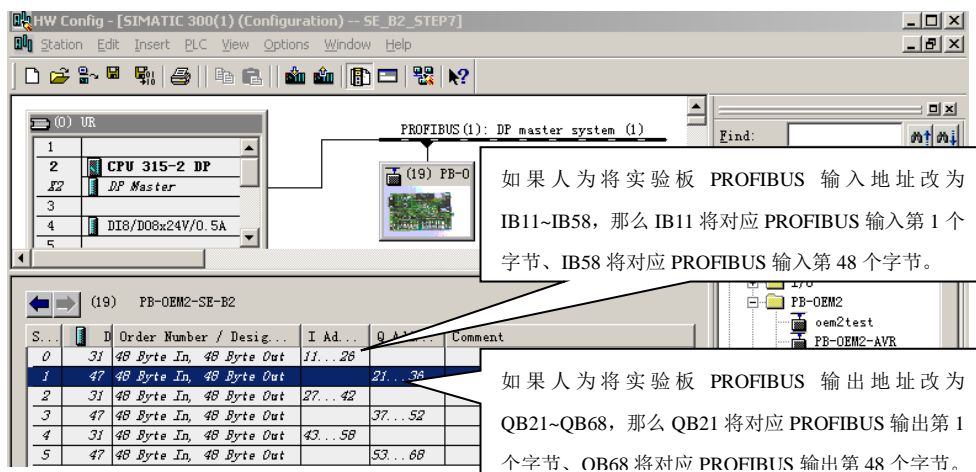 HW Config - [SIMATIC 300(1) (Configuration) -- SE_B2_STEP7]
Station Edit Insert PLC View Options Window Help
(0) UR
1
2 CPU 315-2 DP
X2 DP Master
3
4 DI8/DO8x24V/0.5A
5
PROFIBUS(1): DP master system (1)
(19) PB-O
Find:
如果人为将实验板 PROFIBUS 输入地址改为
IB11~IB58，那么 IB11 将对应 PROFIBUS 输入第 1 个
字节、IB58 将对应 PROFIBUS 输入第 48 个字节。
I/O
PB-OEM2
oem2test
PB-OEM2-AVR
(19) PB-OEM2-SE-B2
S... D Order Number / Desig... I Ad... Q Add... Comment
0 31 48 Byte In, 48 Byte Out 11...26
1 47 48 Byte In, 48 Byte Out 21...36
2 31 48 Byte In, 48 Byte Out 27...42
3 47 48 Byte In, 48 Byte Out 37...52
4 31 48 Byte In, 48 Byte Out 43...58
5 47 48 Byte In, 48 Byte Out 53...68
如果人为将实验板 PROFIBUS 输出地址改为
QB21~QB68，那么 QB21 将对应 PROFIBUS 输出第 1
个字节、QB68 将对应 PROFIBUS 输出第 48 个字节。